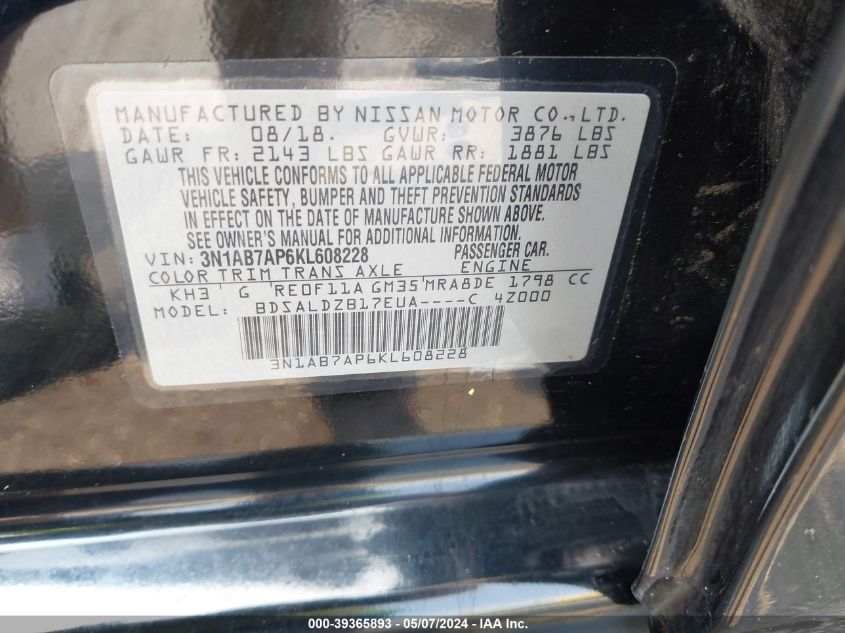 MANUFACTURED BY NISSAN MOTOR CO., LTD.
DATE: 08/18. GVWR: 3876 LBS
GAWR FR: 2143 LBS GAWR RR: 1881 LBS
THIS VEHICLE CONFORMS TO ALL APPLICABLE FEDERAL MOTOR
VEHICLE SAFETY, BUMPER AND THEFT PREVENTION STANDARDS
IN EFFECT ON THE DATE OF MANUFACTURE SHOWN ABOVE.
SEE OWNER'S MANUAL FOR ADDITIONAL INFORMATION.
VIN: 3N1AB7AP6KL608228 PASSENGER CAR.
COLOR TRIM TRANS AXLE ENGINE
KH3 G RE0F11A GM35 MRA8DE 1798 CC
MODEL: BDSALDZB17EUA----C 4Z000
3N1AB7AP6KL608228
000-39365893 - 05/07/2024 - IAA Inc.